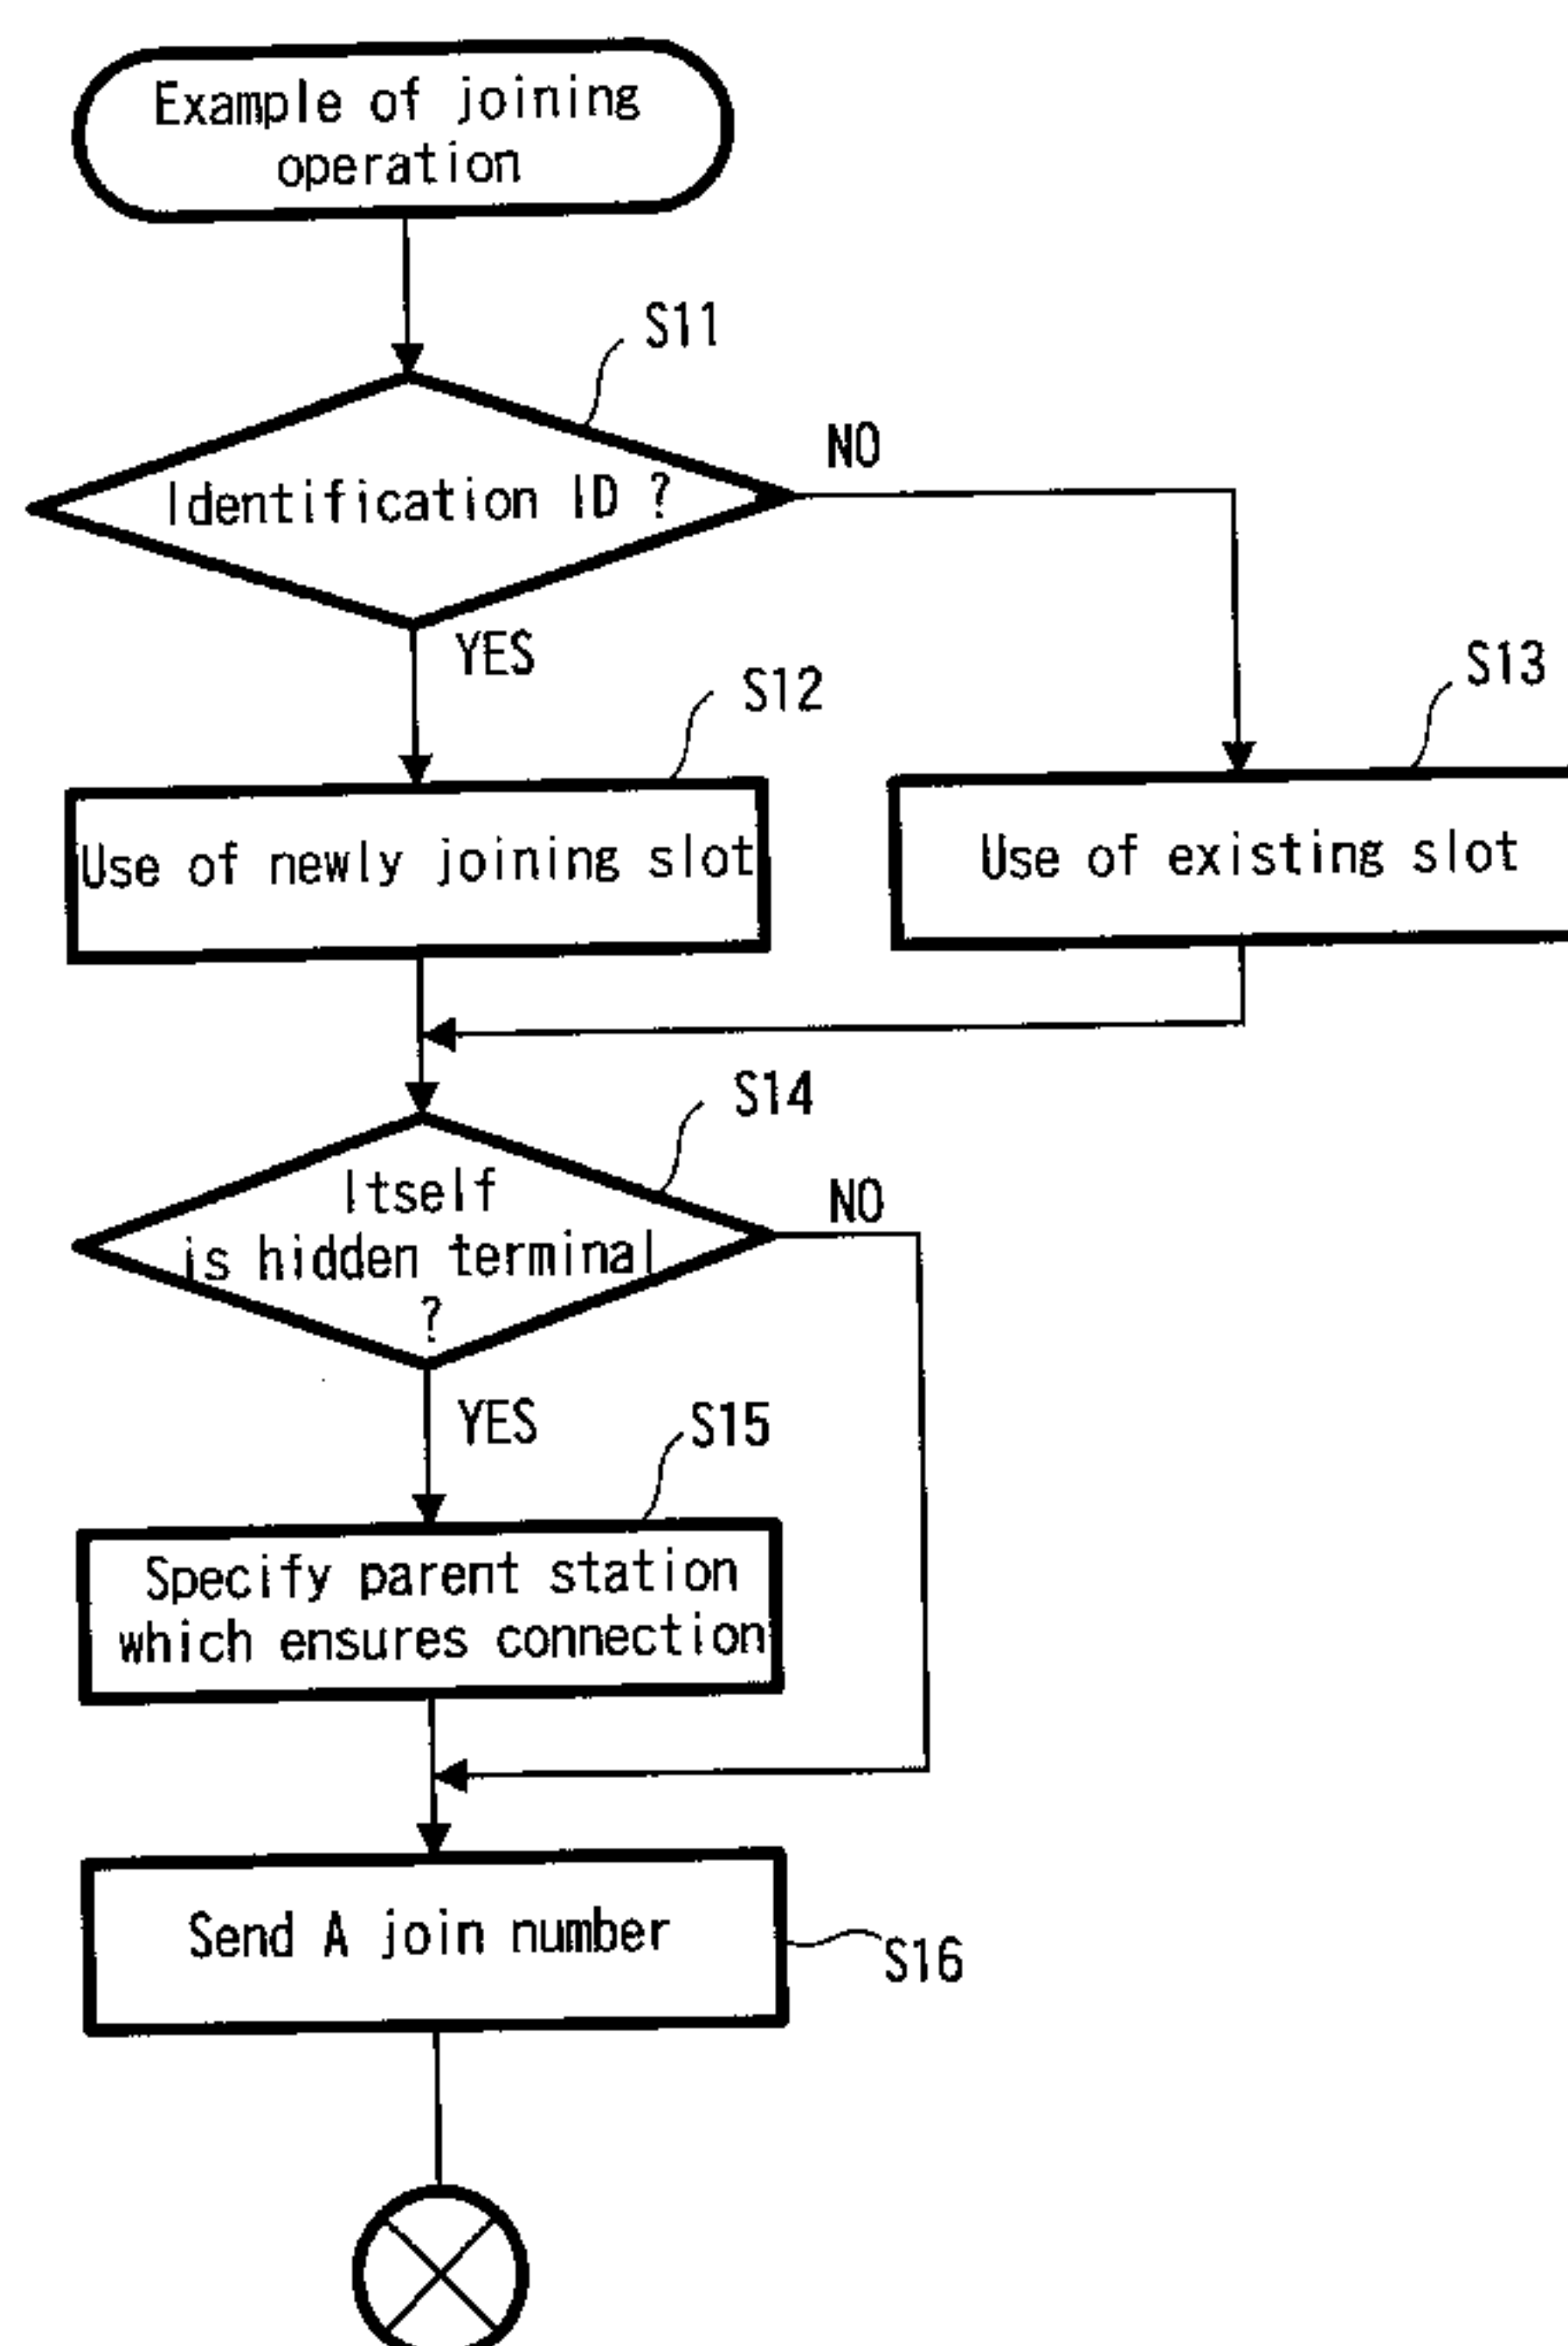 Example of joining
operation
S11
NO
Identification ID ?
YES
S12
S13
Use of newly joining slot
Use of existing slot
S14
Itself
is hidden terminal
?
NO
YES
S15
Specify parent station
which ensures connection
Send A join number
S16